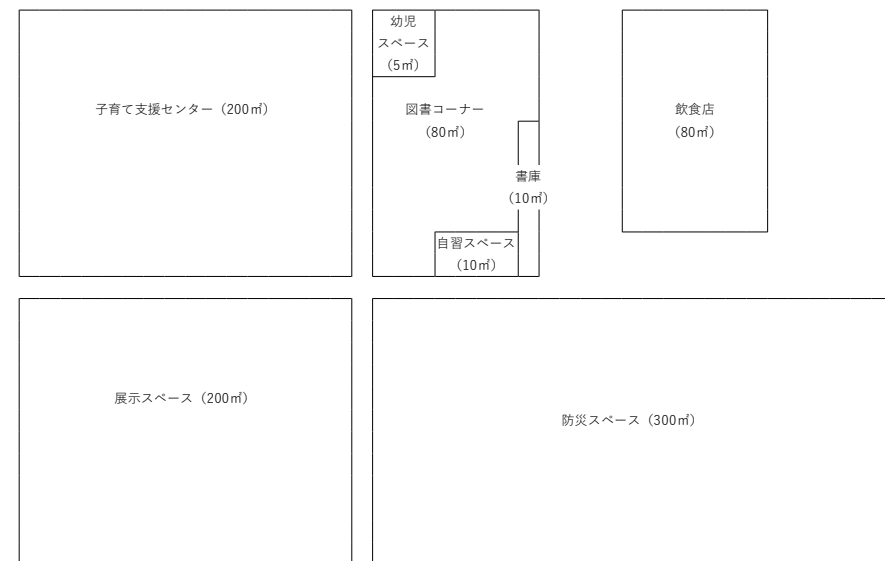 幼児
スペース
（5㎡）
子育て支援センター（200㎡）
図書コーナー
（80㎡）
飲食店
（80㎡）
書庫
（10㎡）
自習スペース
（10㎡）
展示スペース（200㎡）
防災スペース（300㎡）